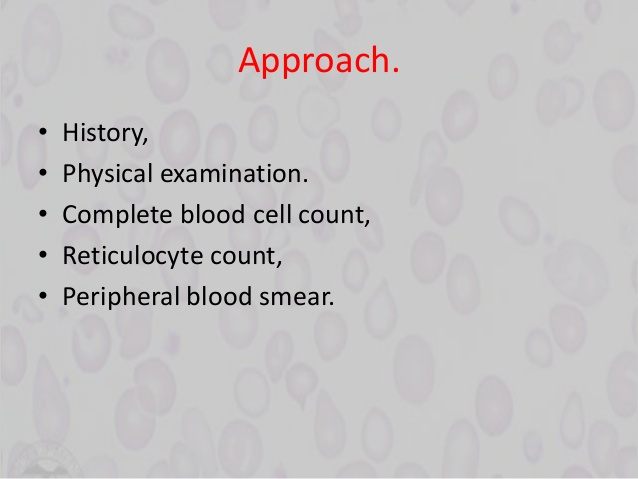 Approach.
• History,
• Physical examination.
• Complete blood cell count,
• Reticulocyte count,
• Peripheral blood smear.